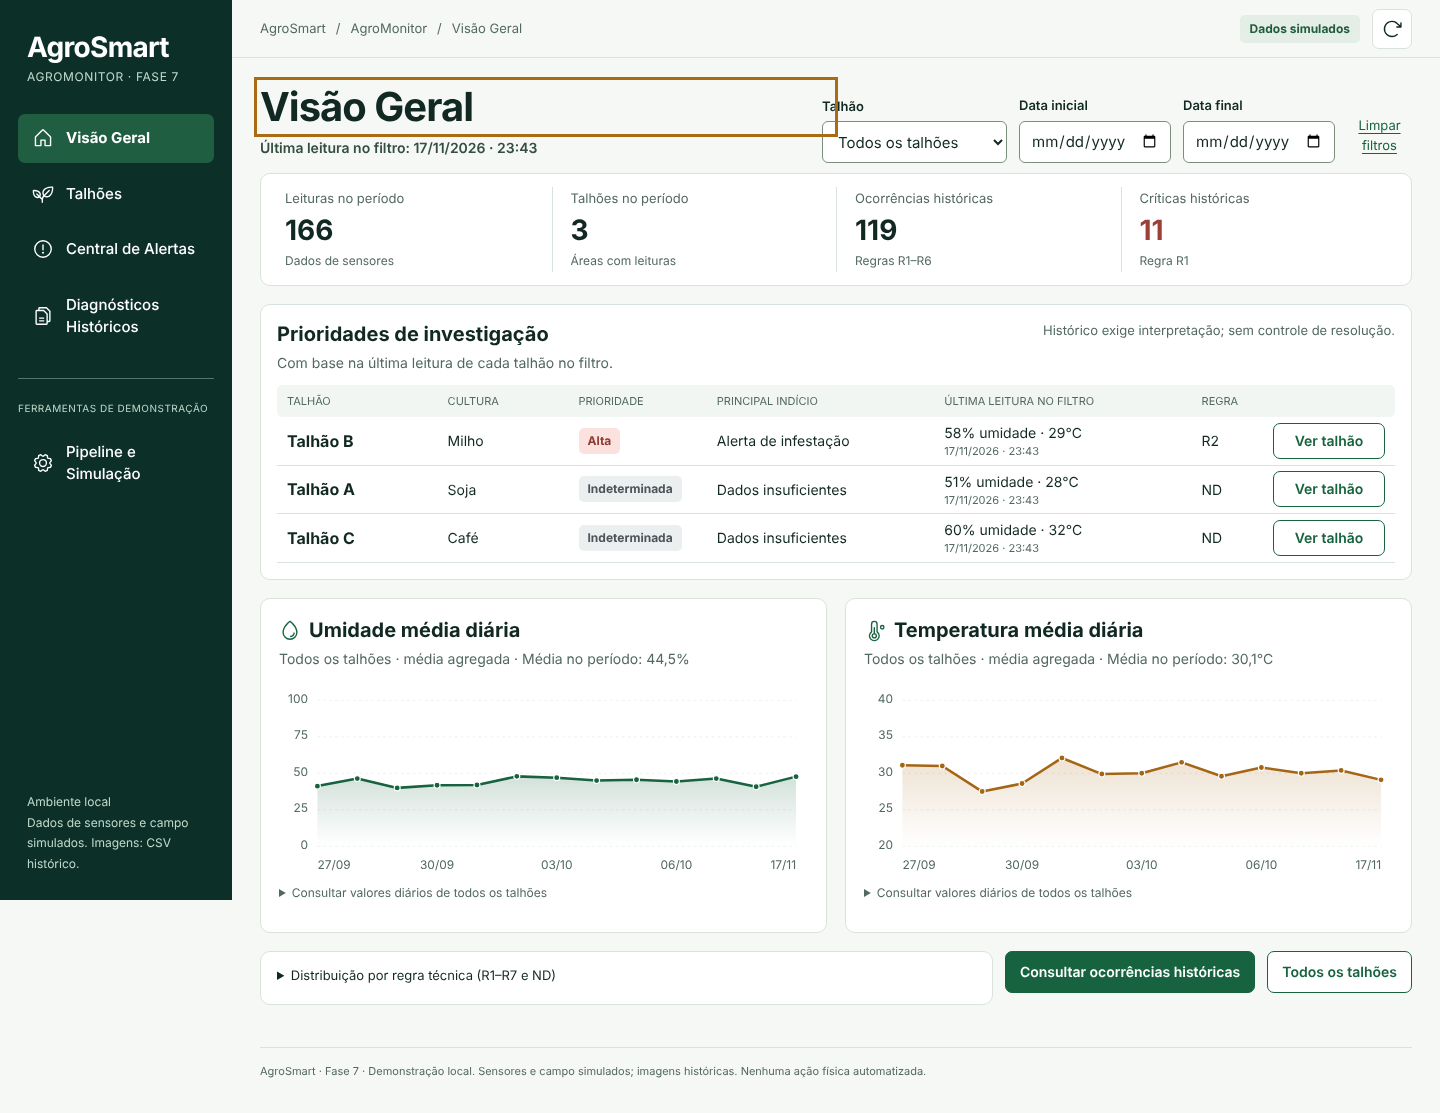 AgroSmart
AGROMONITOR · FASE 7
Visão Geral
Talhões
Central de Alertas
Diagnósticos
Históricos
FERRAMENTAS DE DEMONSTRAÇÃO
Pipeline e
Simulação
Ambiente local
Dados de sensores e campo
simulados. Imagens: CSV
histórico.
AgroSmart / AgroMonitor / Visão Geral
Dados simulados
Visão Geral
Última leitura no filtro: 17/11/2026 · 23:43
Talhão
Todos os talhões
Data inicial
mm/dd/yyyy
Data final
mm/dd/yyyy
Limpar
filtros
Leituras no período
166
Dados de sensores
Talhões no período
3
Áreas com leituras
Ocorrências históricas
119
Regras R1–R6
Críticas históricas
11
Regra R1
Prioridades de investigação
Histórico exige interpretação; sem controle de resolução.
Com base na última leitura de cada talhão no filtro.
TALHÃO CULTURA PRIORIDADE PRINCIPAL INDÍCIO ÚLTIMA LEITURA NO FILTRO REGRA
Talhão B Milho Alta Alerta de infestação 58% umidade · 29°C R2 Ver talhão
17/11/2026 · 23:43
Talhão A Soja Indeterminada Dados insuficientes 51% umidade · 28°C ND Ver talhão
17/11/2026 · 23:43
Talhão C Café Indeterminada Dados insuficientes 60% umidade · 32°C ND Ver talhão
17/11/2026 · 23:43
Umidade média diária
Todos os talhões · média agregada · Média no período: 44,5%
100
75
50
25
0
27/09 30/09 03/10 06/10 17/11
Consultar valores diários de todos os talhões
Temperatura média diária
Todos os talhões · média agregada · Média no período: 30,1°C
40
35
30
25
20
27/09 30/09 03/10 06/10 17/11
Consultar valores diários de todos os talhões
Distribuição por regra técnica (R1–R7 e ND)
Consultar ocorrências históricas
Todos os talhões
AgroSmart · Fase 7 · Demonstração local. Sensores e campo simulados; imagens históricas. Nenhuma ação física automatizada.